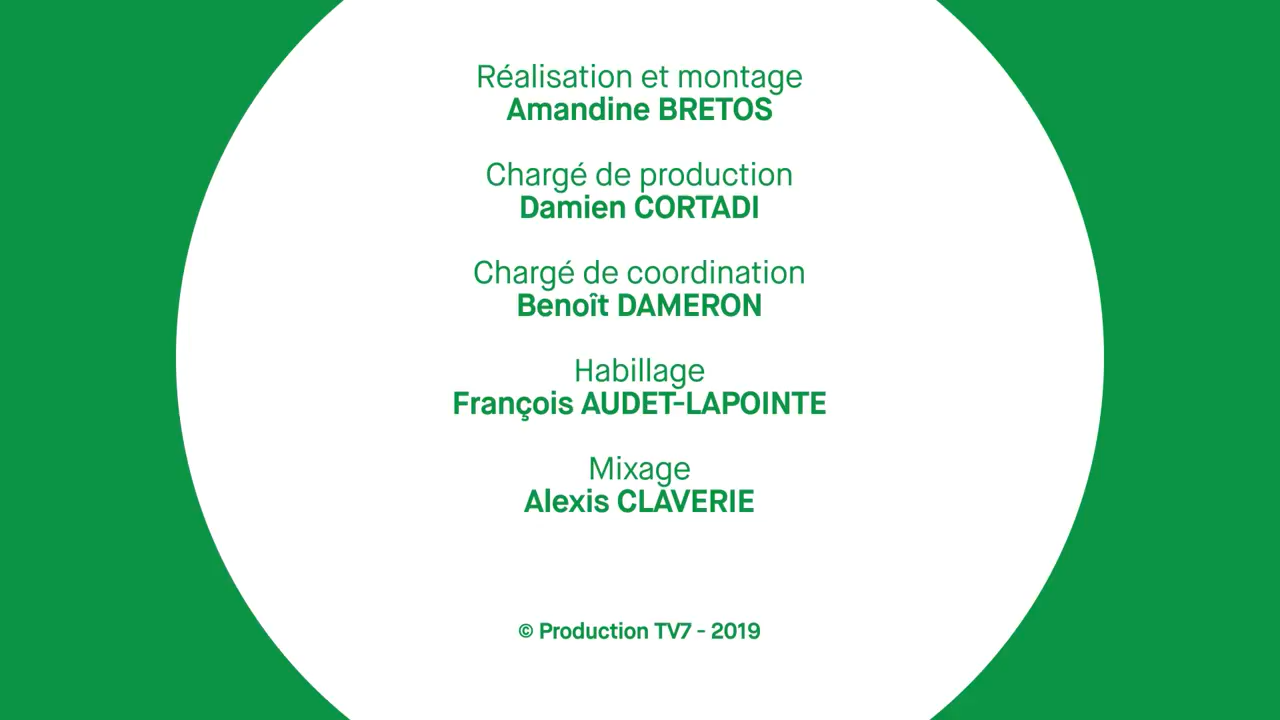 Réalisation et montage
Amandine BRETOS
Chargé de production
Damien CORTADI
Chargé de coordination
Benoît DAMERON
Habillage
François AUDET-LAPOINTE
Mixage
Alexis CLAVERIE
© Production TV7 - 2019